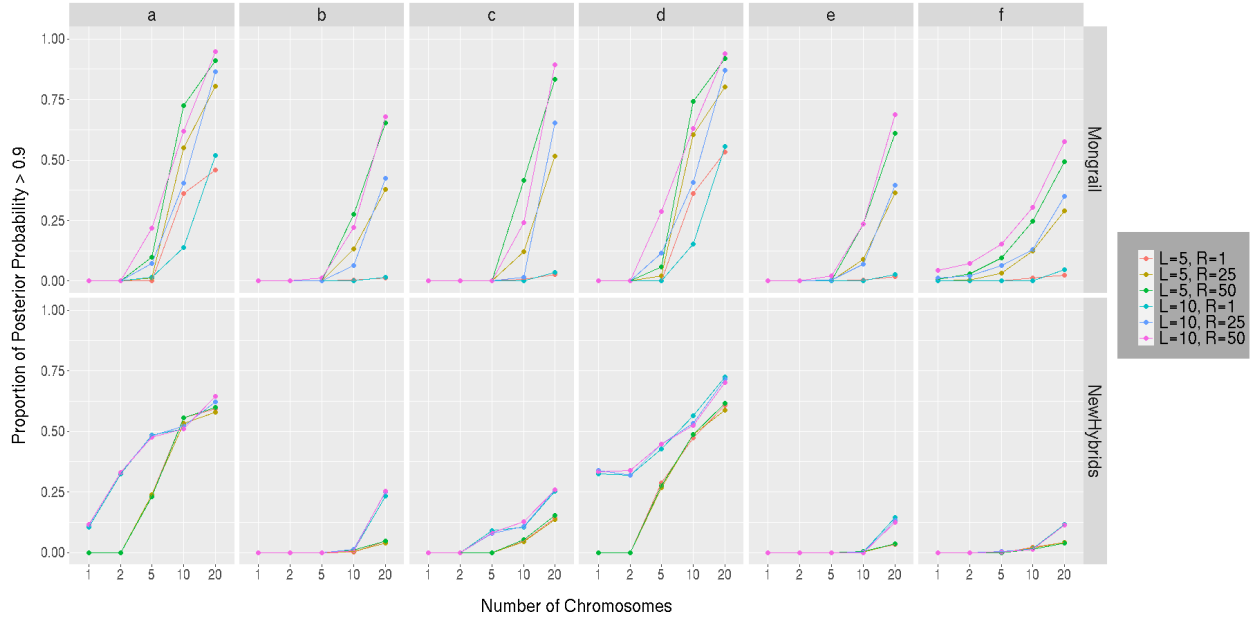 a b c d e f
1.00
0.75
0.50
0.25
0.00
Mongrail
1.00
0.75
0.50
0.25
0.00
NewHybrids
1 2 5 10 20 1 2 5 10 20 1 2 5 10 20 1 2 5 10 20 1 2 5 10 20 1 2 5 10 20
Number of Chromosomes
Proportion of Posterior Probability > 0.9
L=5, R=1
L=5, R=25
L=5, R=50
L=10, R=1
L=10, R=25
L=10, R=50